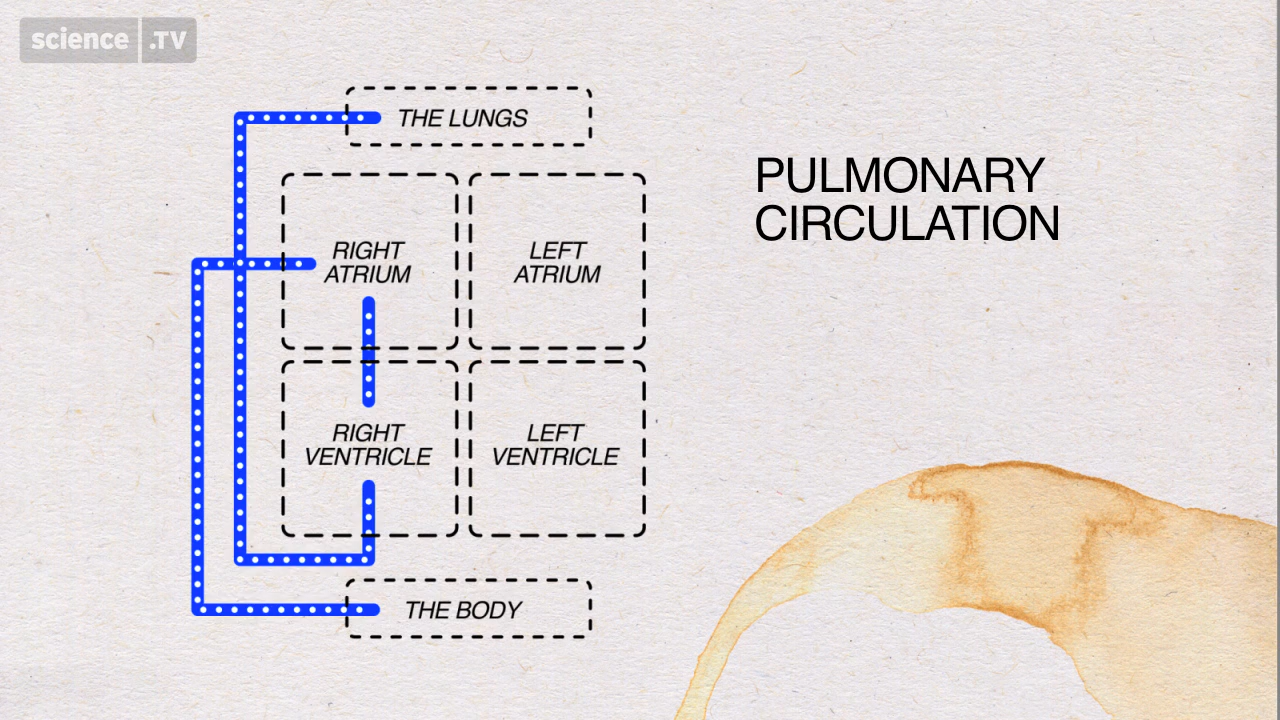 science .TV
THE LUNGS
PULMONARY
CIRCULATION
RIGHT
ATRIUM
LEFT
ATRIUM
RIGHT
VENTRICLE
LEFT
VENTRICLE
THE BODY